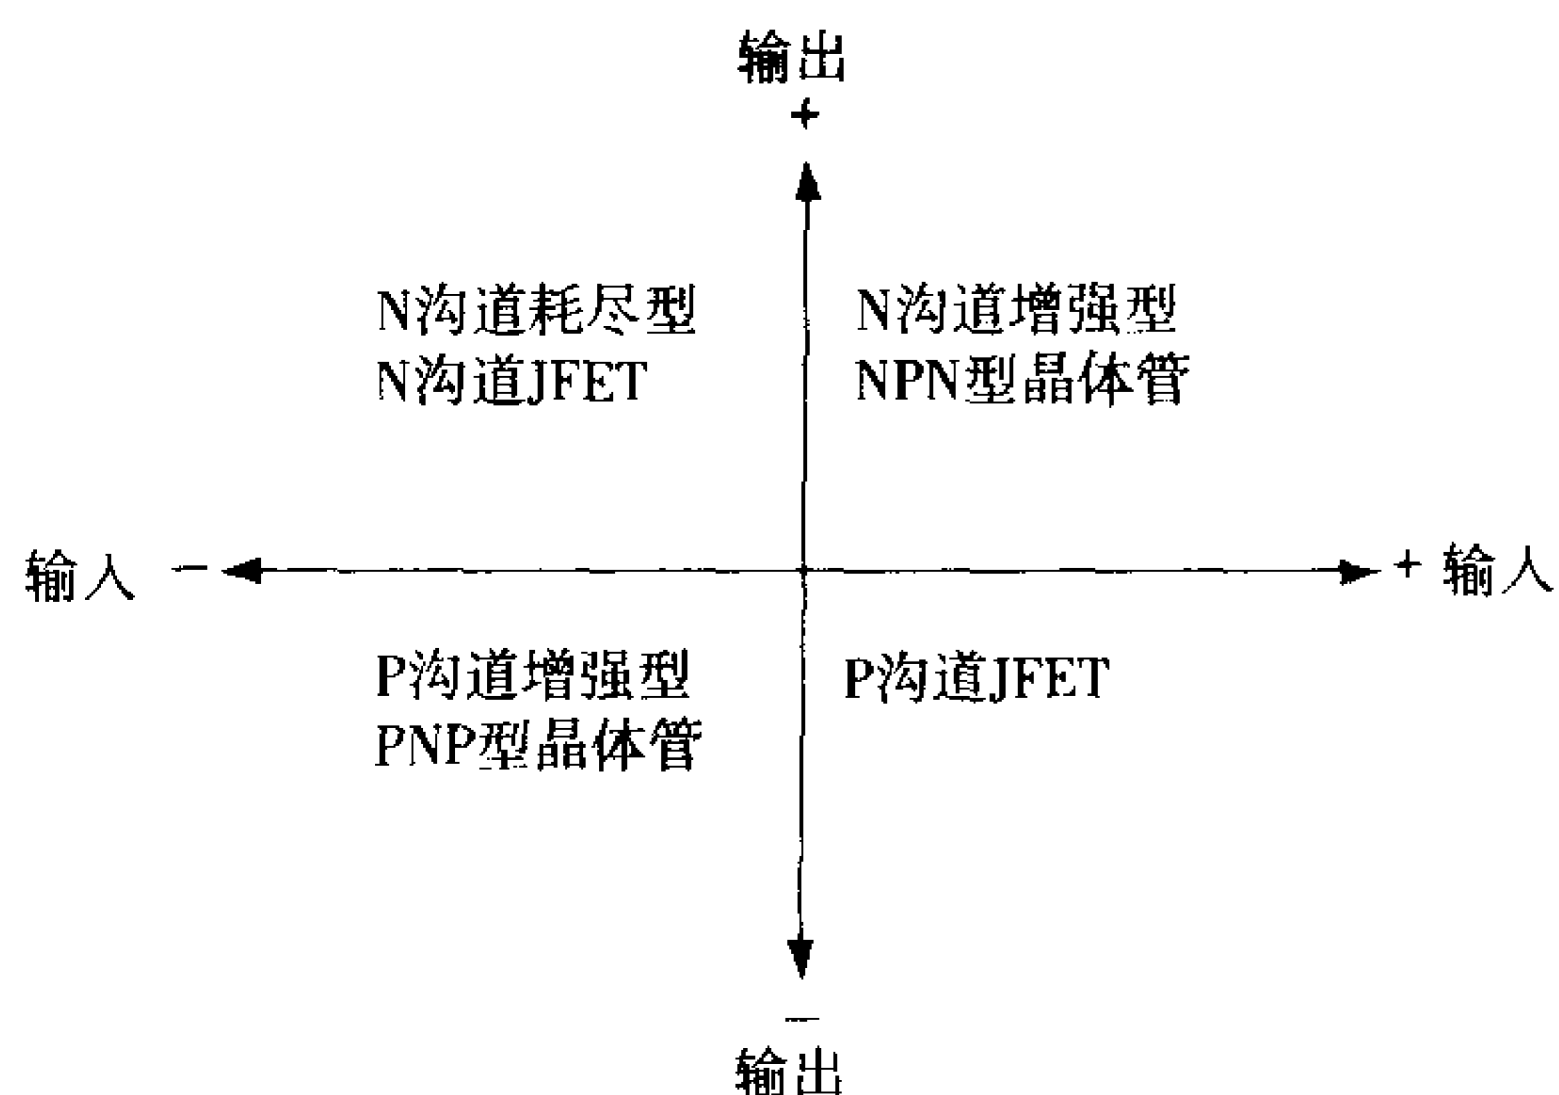 输出
+
N沟道耗尽型
N沟道JFET
N沟道增强型
NPN型晶体管
输入 −
+ 输入
P沟道增强型
PNP型晶体管
P沟道JFET
−
输出